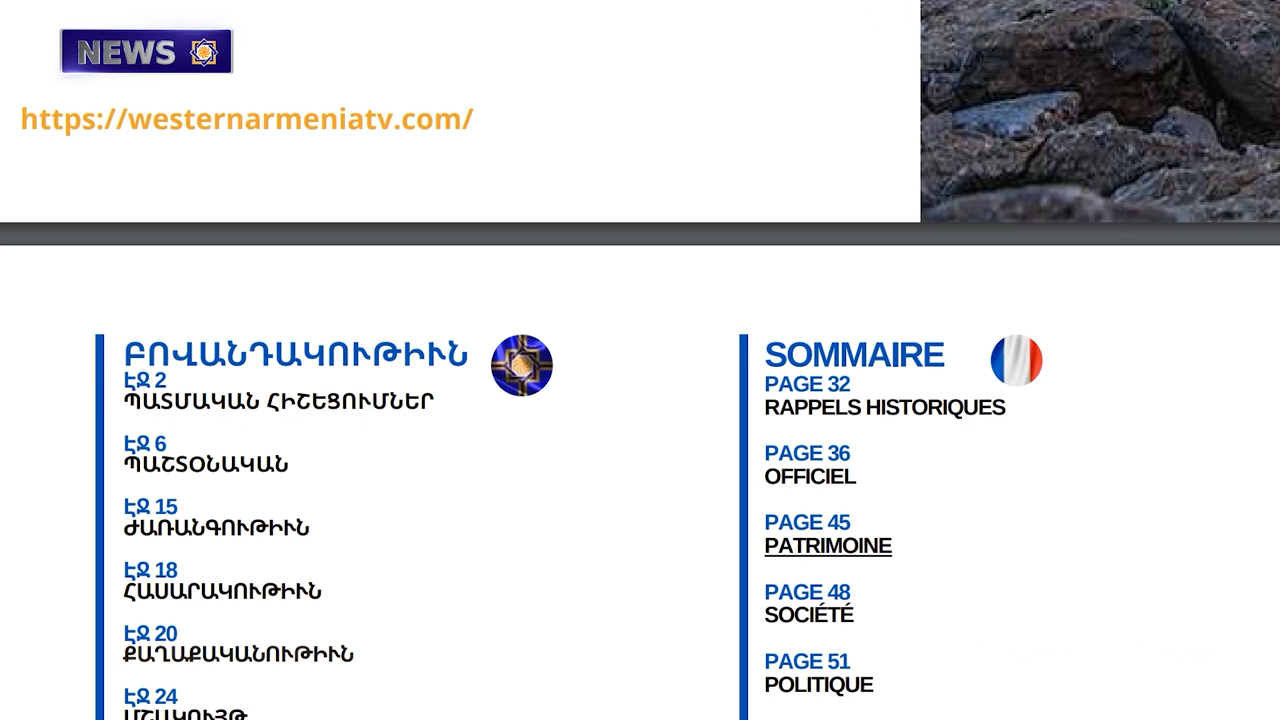 NEWS
https://westernarmeniatv.com/
ԲՈՎԱՆԴԱԿՈՒԹԻՒՆ
ԷՋ 2
ՊԱՏՄԱԿԱՆ ՀԻՇԵՑՈՒՄՆԵՐ
ԷՋ 6
ՊԱՇՏՕՆԱԿԱՆ
ԷՋ 15
ԺԱՌԱՆԳՈՒԹԻՒՆ
ԷՋ 18
ՀԱՍԱՐԱԿՈՒԹԻՒՆ
ԷՋ 20
ՔԱՂԱՔԱԿԱՆՈՒԹԻՒՆ
ԷՋ 24
ՄՇԱԿՈՅԹ
SOMMAIRE
PAGE 32
RAPPELS HISTORIQUES
PAGE 36
OFFICIEL
PAGE 45
PATRIMOINE
PAGE 48
SOCIÉTÉ
PAGE 51
POLITIQUE